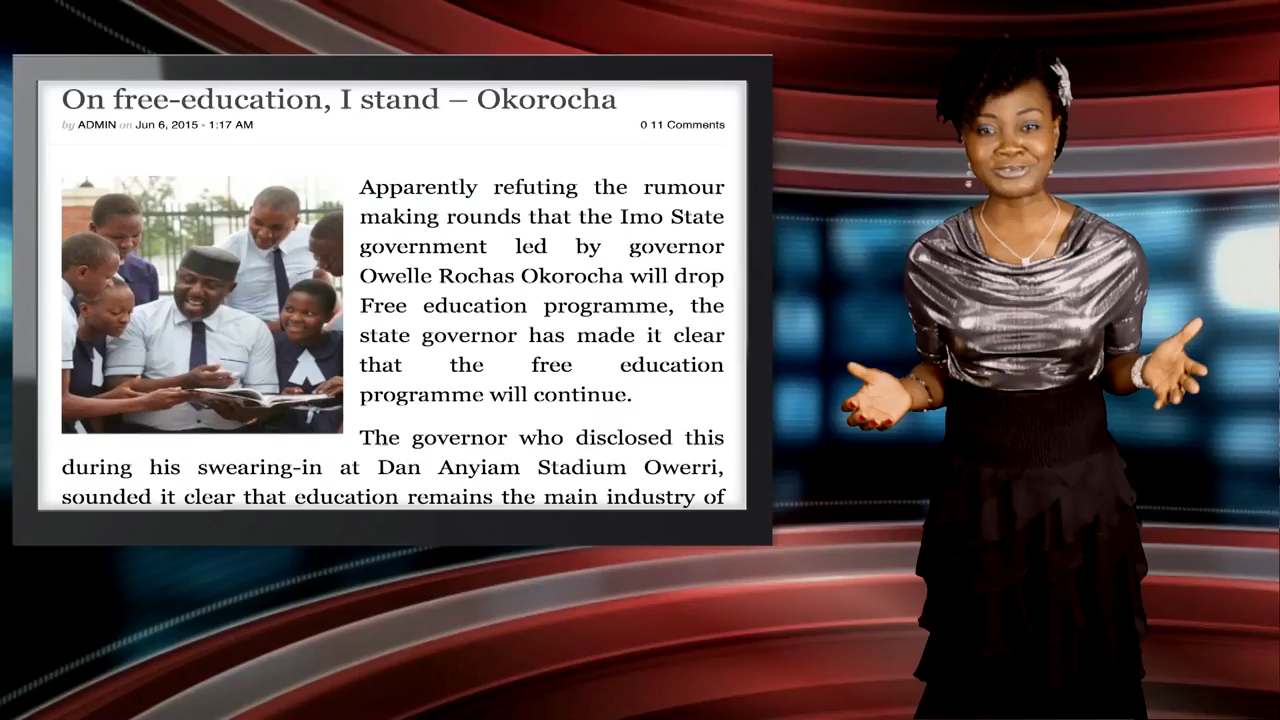 On free-education, I stand – Okorocha
by ADMIN on Jun 6, 2015 • 1:17 AM
0 11 Comments
Apparently refuting the rumour
making rounds that the Imo State
government led by governor
Owelle Rochas Okorocha will drop
Free education programme, the
state governor has made it clear
that the free education
programme will continue.
The governor who disclosed this
during his swearing-in at Dan Anyiam Stadium Owerri,
sounded it clear that education remains the main industry of